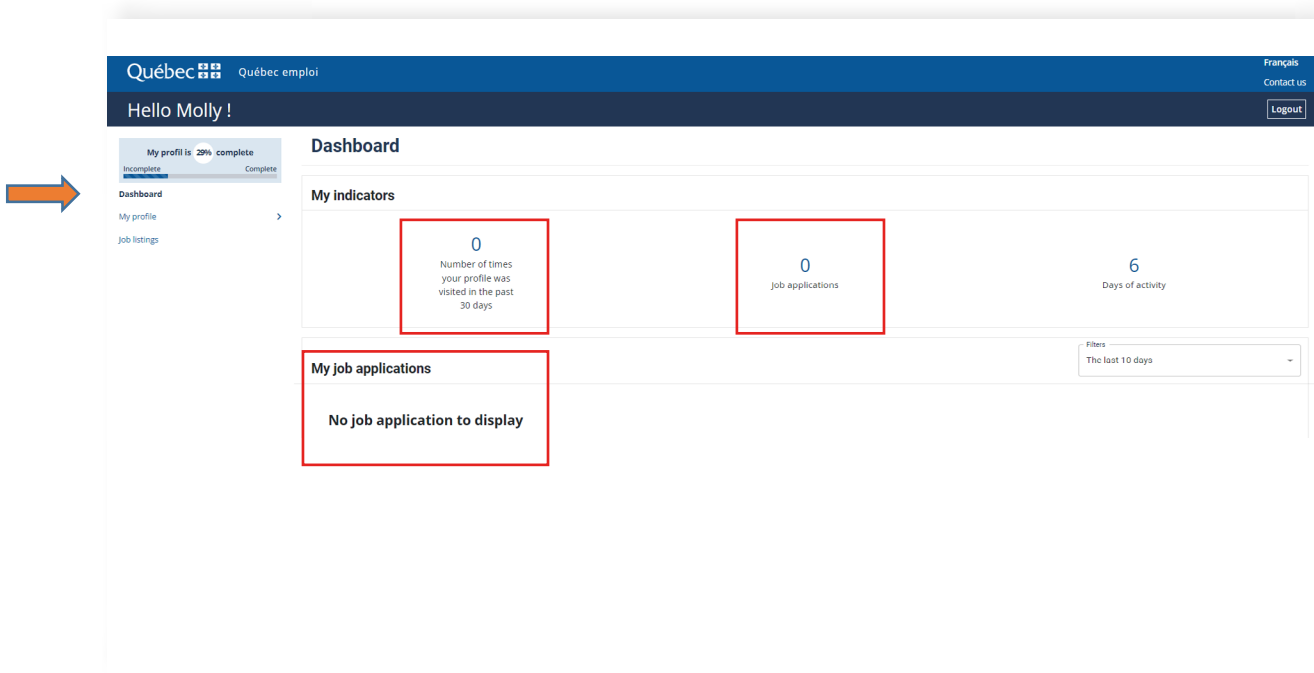 Québec Québec emploi
Français
Contact us
Hello Molly !
Logout
My profil is 29% complete
Incomplete Complete
Dashboard
My profile
Job listings
Dashboard
My indicators
0
Number of times
your profile was
visited in the past
30 days
0
Job applications
6
Days of activity
My job applications
Filters
The last 10 days
No job application to display